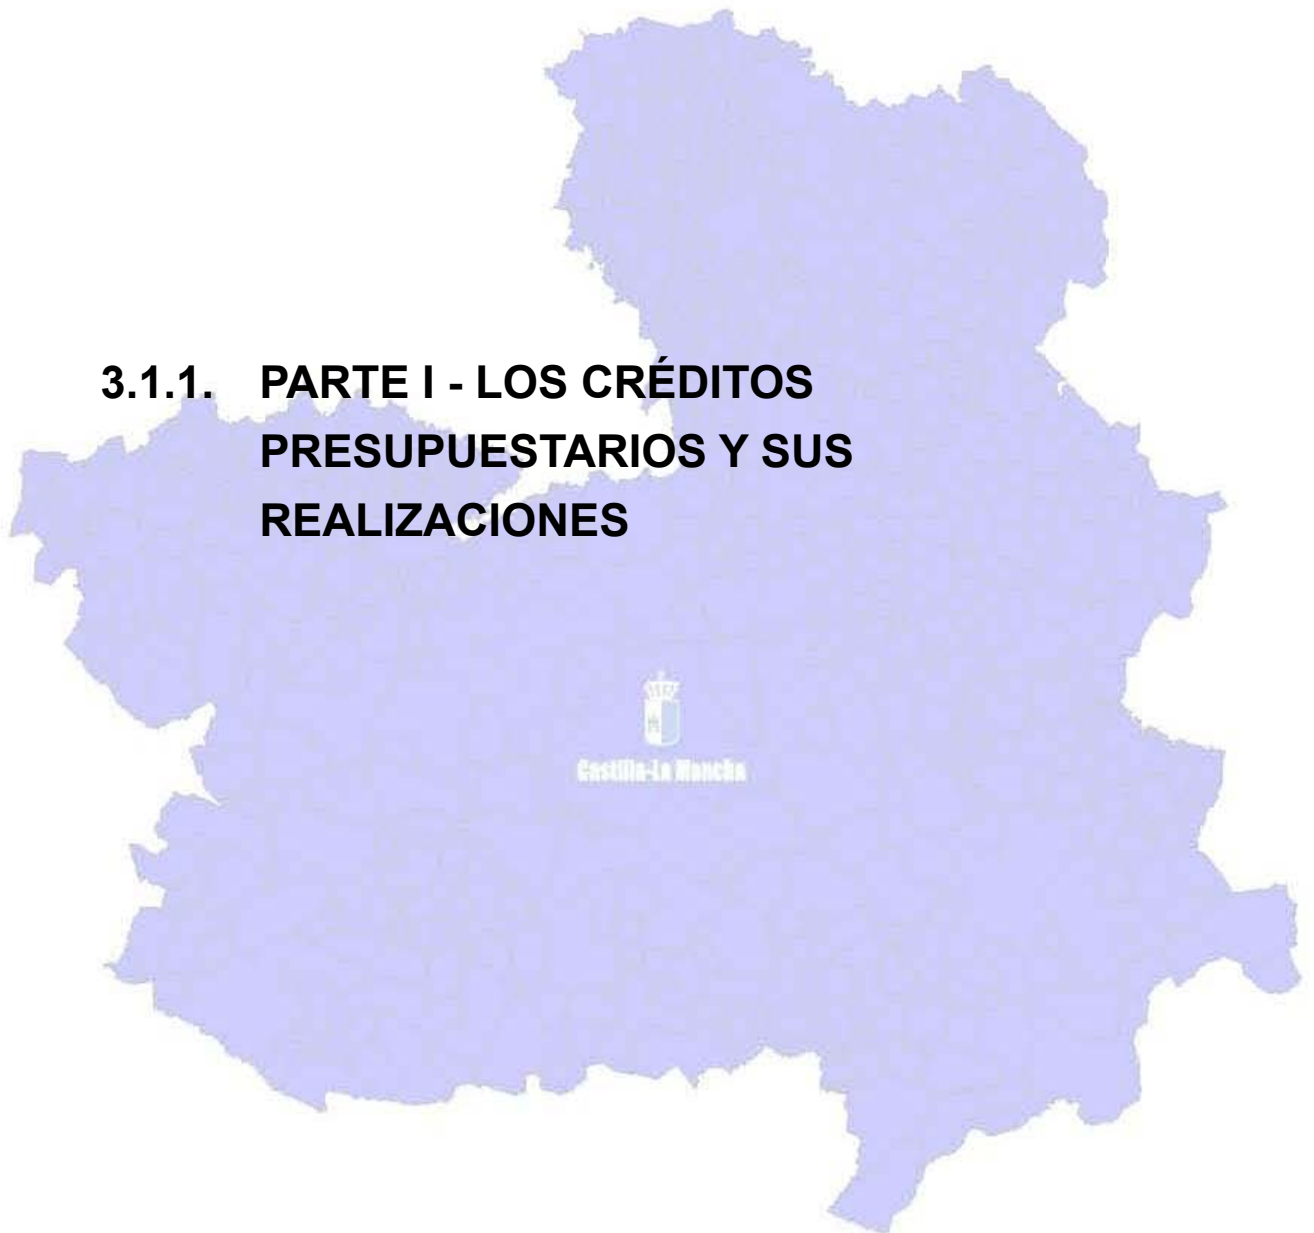 3.1.1. PARTE I - LOS CRÉDITOS
PRESUPUESTARIOS Y SUS
REALIZACIONES
Castilla-La Mancha